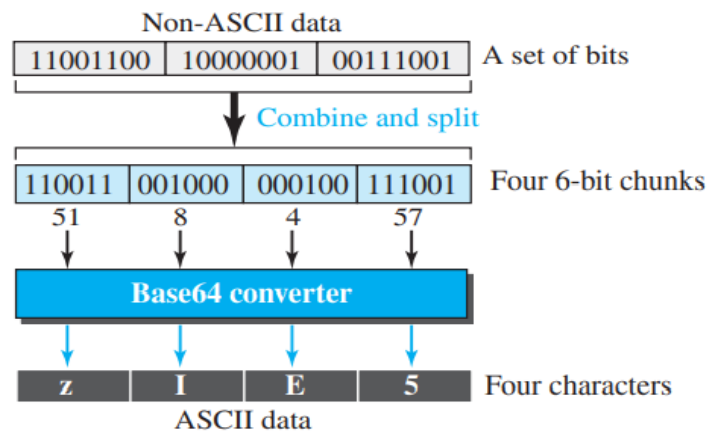 Non-ASCII data
11001100 10000001 00111001 A set of bits
Combine and split
110011 001000 000100 111001 Four 6-bit chunks
51 8 4 57
Base64 converter
z I E 5 Four characters
ASCII data